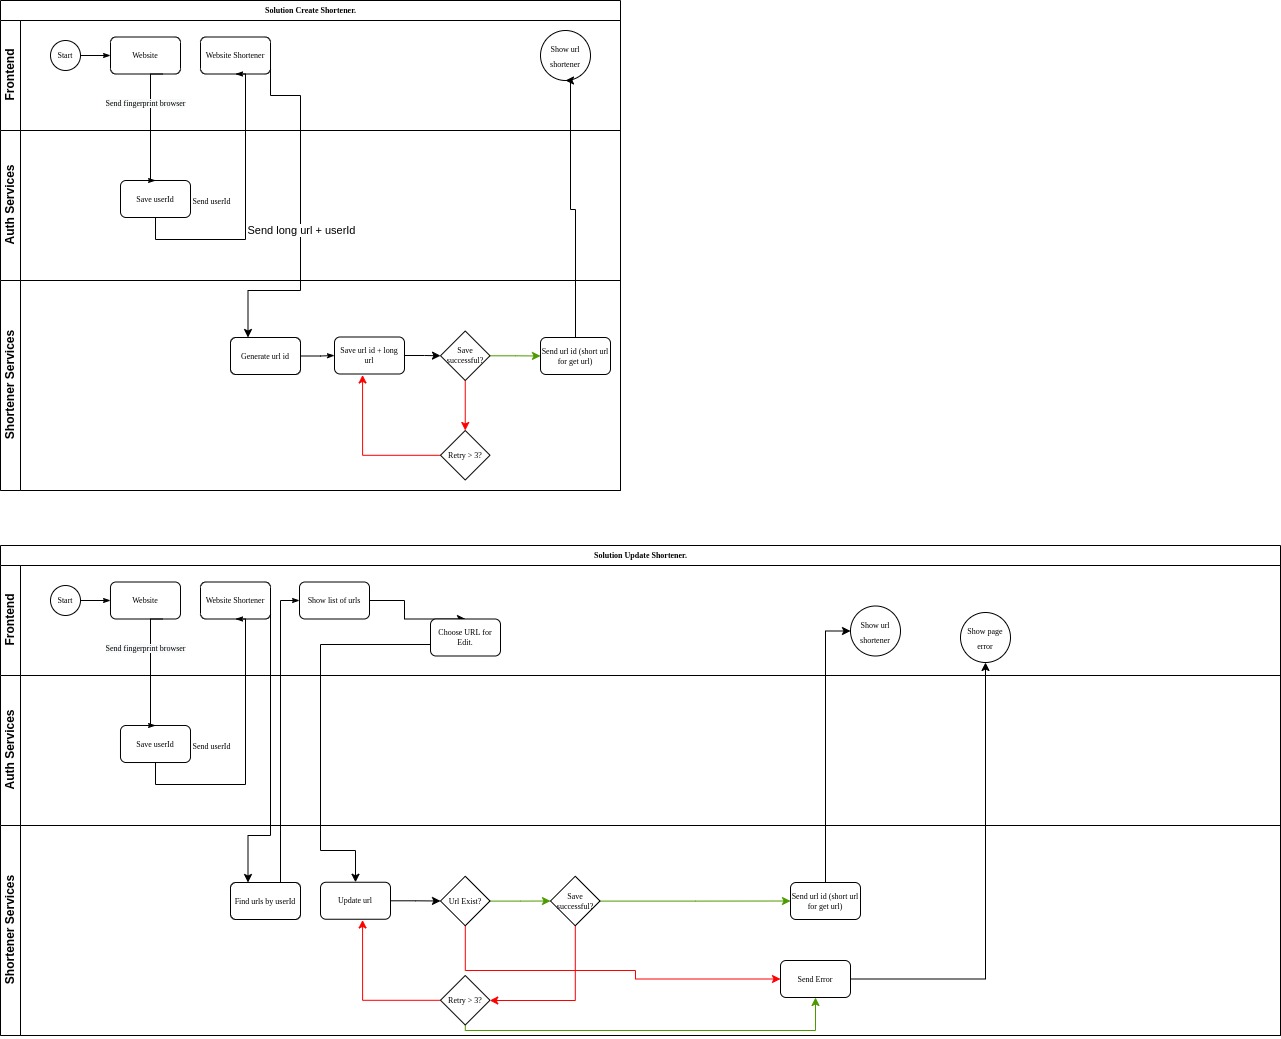 Solution Create Shortener.
Frontend
Start
Website
Website Shortener
Show url
shortener
Send fingerprint browser
Auth Services
Save userId
Send userId
Send long url + userId
Shortener Services
Generate url id
Save url id + long
url
Save
successful?
Send url id (short url
for get url)
Retry > 3?
Solution Update Shortener.
Frontend
Start
Website
Website Shortener
Show list of urls
Choose URL for
Edit.
Show url
shortener
Show page
error
Send fingerprint browser
Auth Services
Save userId
Send userId
Shortener Services
Find urls by userId
Update url
Url Exist?
Save
successful?
Send url id (short url
for get url)
Retry > 3?
Send Error